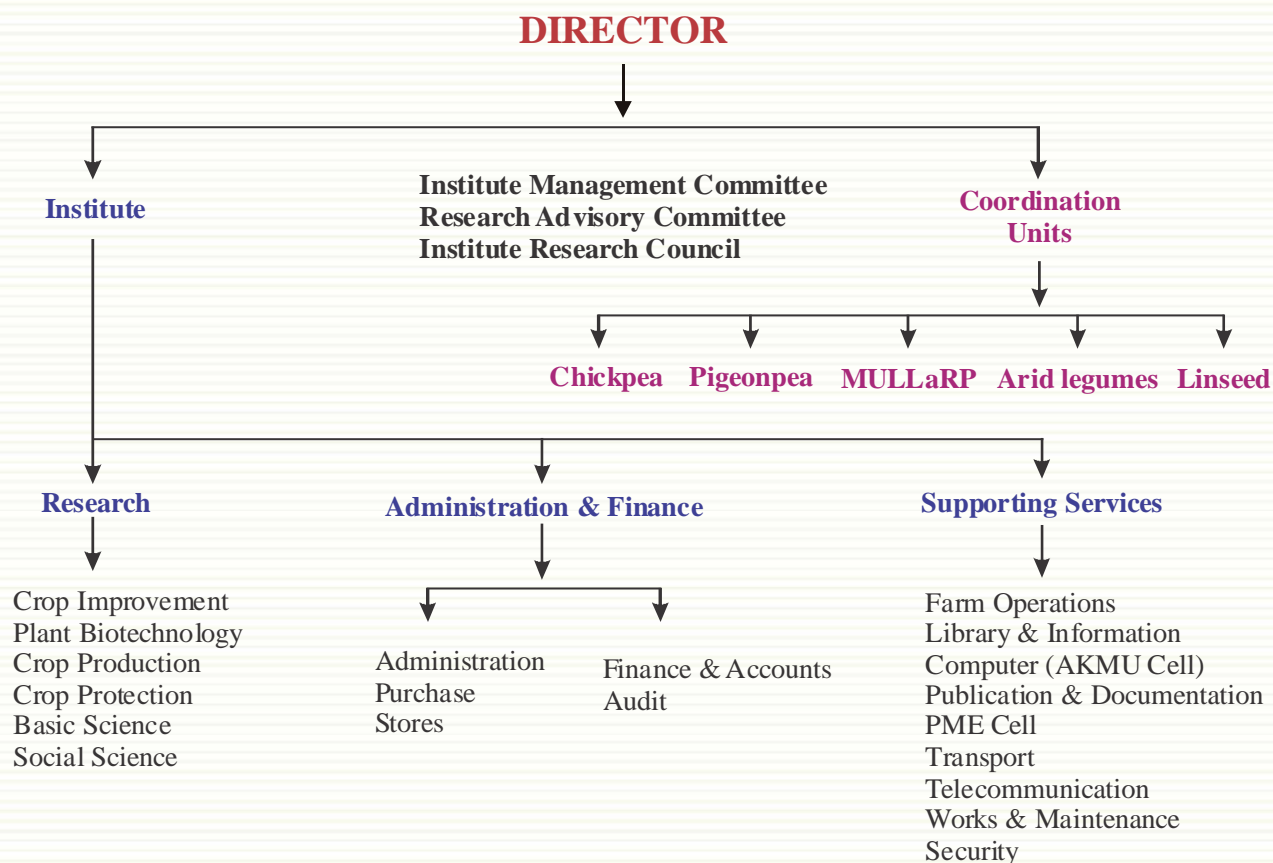 DIRECTOR
Institute
Institute Management Committee
Research Advisory Committee
Institute Research Council
Coordination
Units
Chickpea
Pigeonpea
MULLaRP
Arid legumes
Linseed
Research
Administration & Finance
Supporting Services
Crop Improvement
Plant Biotechnology
Crop Production
Crop Protection
Basic Science
Social Science
Administration
Purchase
Stores
Finance & Accounts
Audit
Farm Operations
Library & Information
Computer (AKMU Cell)
Publication & Documentation
PME Cell
Transport
Telecommunication
Works & Maintenance
Security